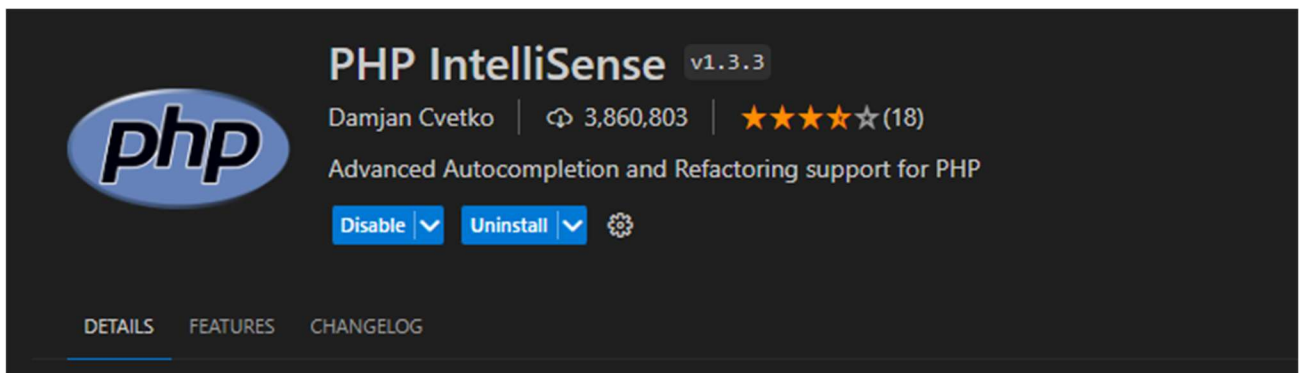 PHP IntelliSense v1.3.3
php
Damjan Cvetko 3,860,803 (18)
Advanced Autocompletion and Refactoring support for PHP
Disable Uninstall
DETAILS FEATURES CHANGELOG